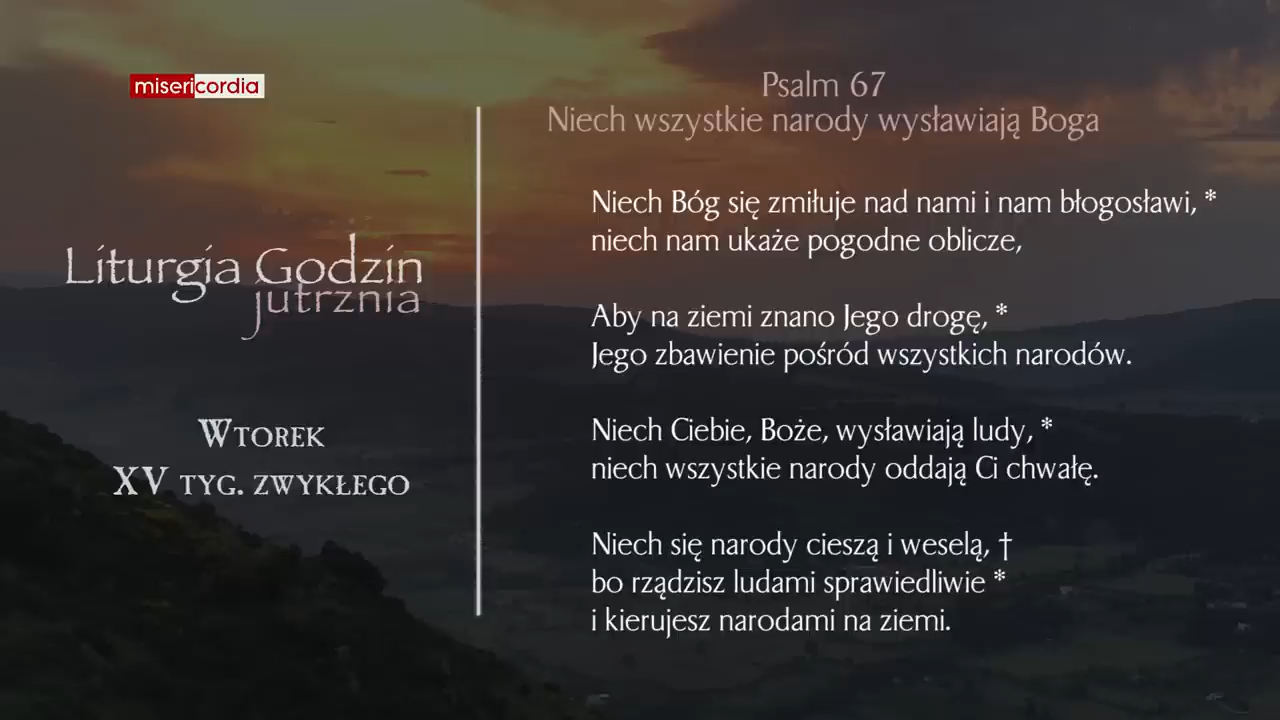 misericordia
Liturgia Godzin
jutrznia
Wtorek
XV tyg. zwykłego
Psalm 67
Niech wszystkie narody wysławiają Boga
Niech Bóg się zmiłuje nad nami i nam błogosławi, *
niech nam ukaże pogodne oblicze,
Aby na ziemi znano Jego drogę, *
Jego zbawienie pośród wszystkich narodów.
Niech Ciebie, Boże, wysławiają ludy, *
niech wszystkie narody oddają Ci chwałę.
Niech się narody cieszą i weselą, †
bo rządzisz ludami sprawiedliwie *
i kierujesz narodami na ziemi.